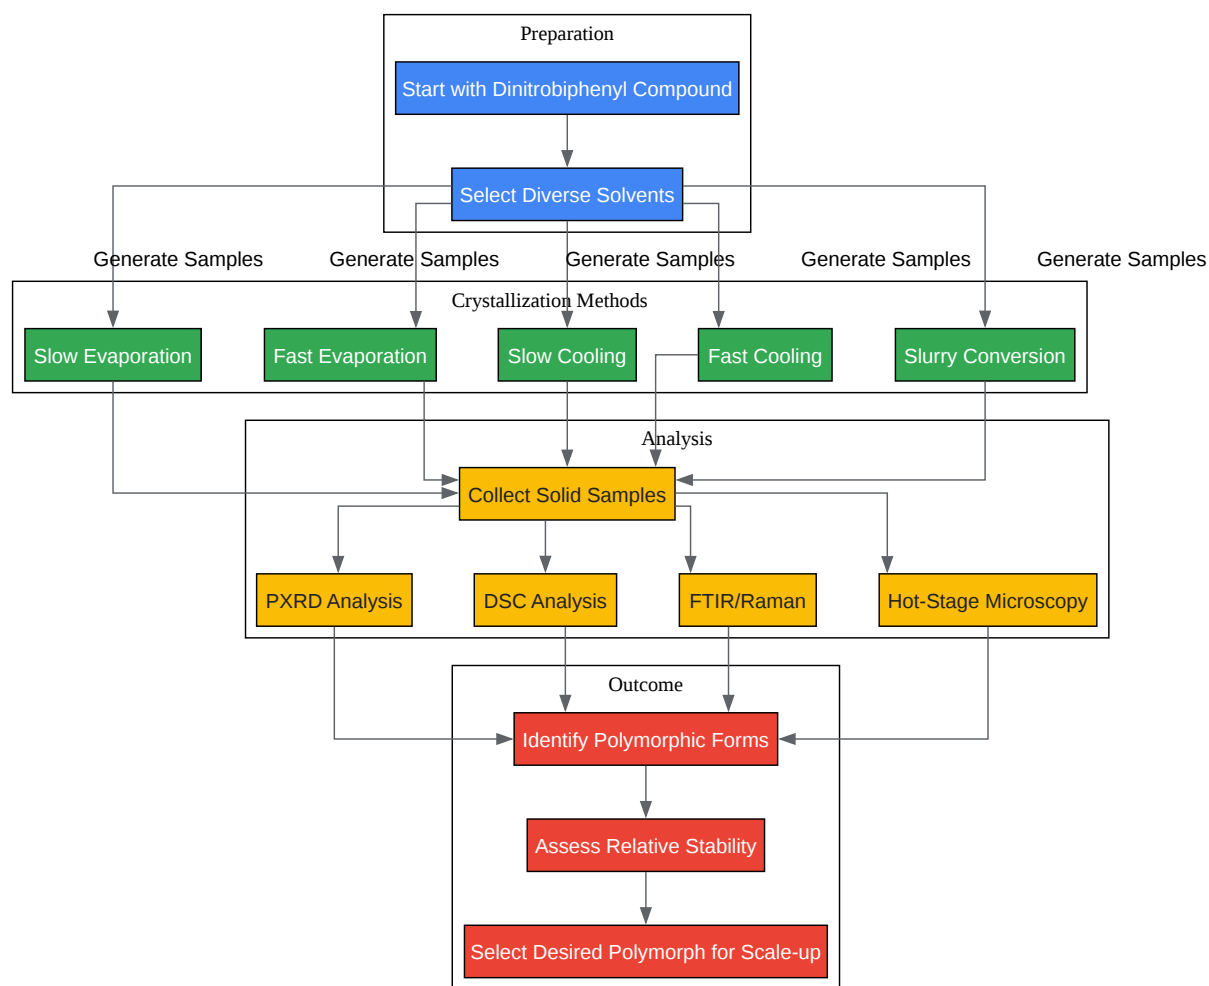 Preparation
Start with Dinitrobiphenyl Compound
Select Diverse Solvents
Generate Samples
Generate Samples
Generate Samples
Generate Samples
Generate Samples
Crystallization Methods
Slow Evaporation
Fast Evaporation
Slow Cooling
Fast Cooling
Slurry Conversion
Analysis
Collect Solid Samples
PXRD Analysis
DSC Analysis
FTIR/Raman
Hot-Stage Microscopy
Outcome
Identify Polymorphic Forms
Assess Relative Stability
Select Desired Polymorph for Scale-up